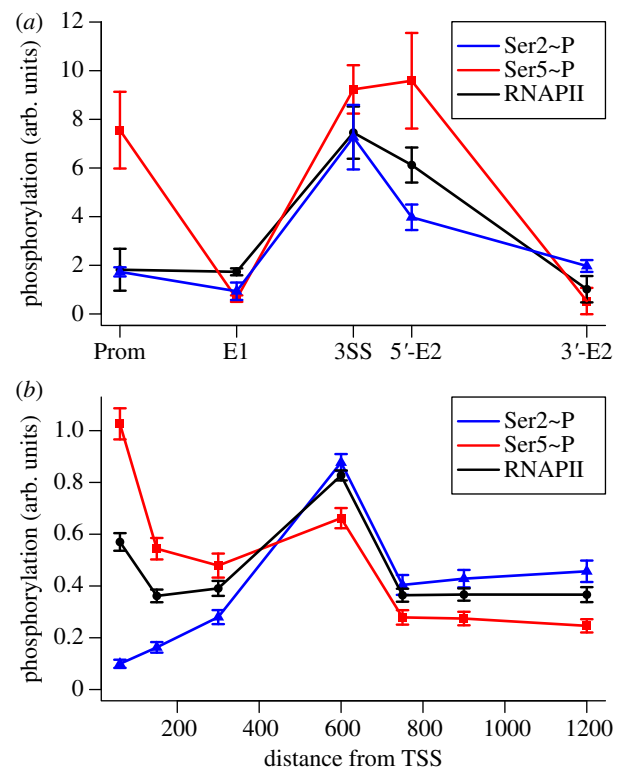 (a)
12
10
8
6
4
2
0
phosphorylation (arb. units)
Ser2~P
Ser5~P
RNAPII
Prom
E1
3SS
5′-E2
3′-E2
(b)
1.0
0.8
0.6
0.4
0.2
0
phosphorylation (arb. units)
Ser2~P
Ser5~P
RNAPII
200
400
600
800
1000
1200
distance from TSS